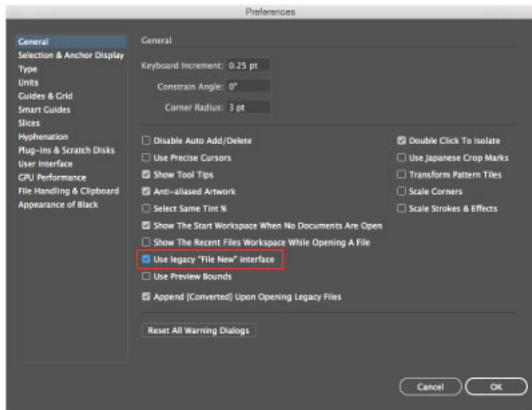 Preferences
General
Selection & Anchor Display
Type
Units
Guides & Grid
Smart Guides
Slices
Hyphenation
Plug-ins & Scratch Disks
User Interface
GPU Performance
File Handling & Clipboard
Appearance of Black
General
Keyboard Increment: 0.25 pt
Constrain Angle: 0°
Corner Radius: 3 pt
Disable Auto Add/Delete
Use Precise Cursors
Show Tool Tips
Anti-aliased Artwork
Select Same Tint %
Show The Start Workspace When No Documents Are Open
Show The Recent Files Workspace While Opening A File
Use legacy "File New" interface
Use Preview Bounds
Append [Converted] Upon Opening Legacy Files
Double Click To Isolate
Use Japanese Crop Marks
Transform Pattern Tiles
Scale Corners
Scale Strokes & Effects
Reset All Warning Dialogs
Cancel
OK